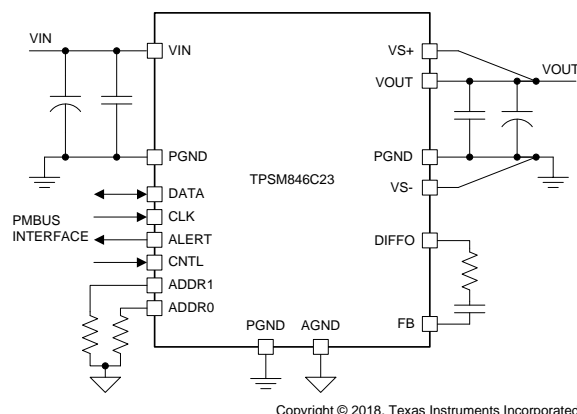 VIN
VIN
PGND
DATA
CLK
ALERT
CNTL
ADDR1
ADDR0
PMBUS
INTERFACE
TPSM846C23
PGND
AGND
VS+
VOUT
VOUT
PGND
VS-
DIFFO
FB
Copyright © 2018, Texas Instruments Incorporated